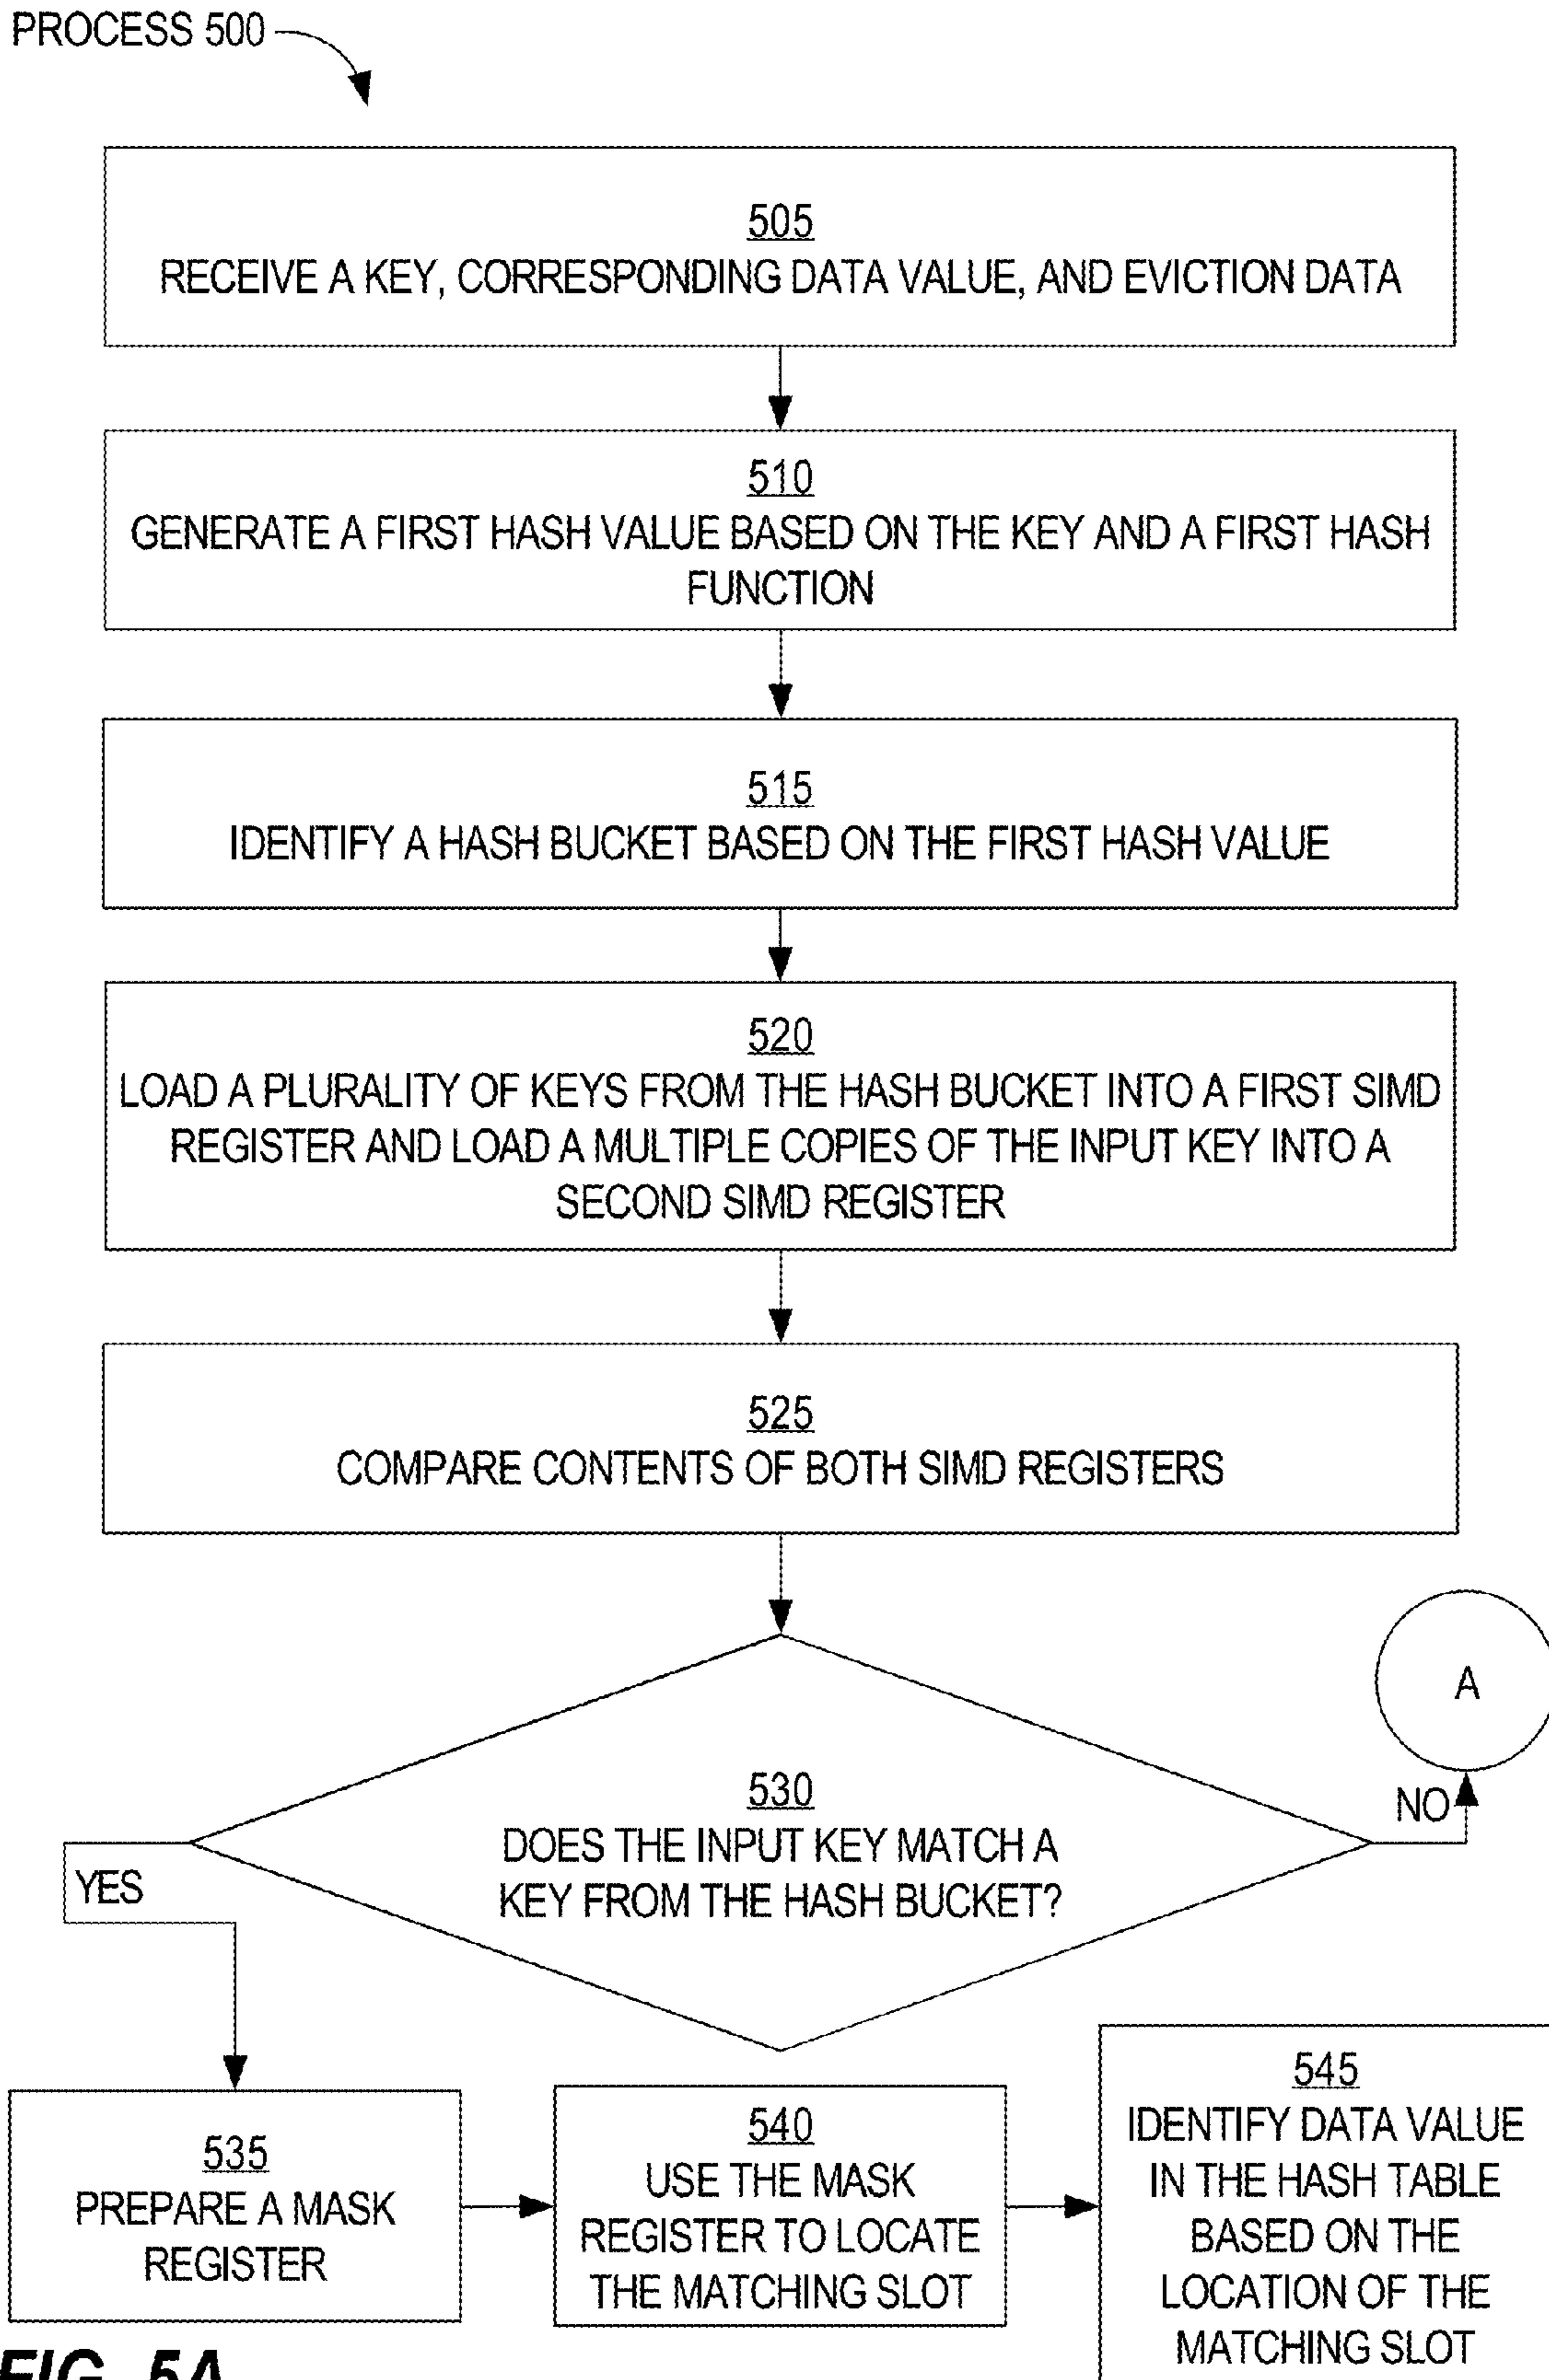 PROCESS 500
505
RECEIVE A KEY, CORRESPONDING DATA VALUE, AND EVICTION DATA
510
GENERATE A FIRST HASH VALUE BASED ON THE KEY AND A FIRST HASH
FUNCTION
515
IDENTIFY A HASH BUCKET BASED ON THE FIRST HASH VALUE
520
LOAD A PLURALITY OF KEYS FROM THE HASH BUCKET INTO A FIRST SIMD
REGISTER AND LOAD A MULTIPLE COPIES OF THE INPUT KEY INTO A
SECOND SIMD REGISTER
525
COMPARE CONTENTS OF BOTH SIMD REGISTERS
A
530
DOES THE INPUT KEY MATCH A
KEY FROM THE HASH BUCKET?
NO
YES
535
PREPARE A MASK
REGISTER
540
USE THE MASK
REGISTER TO LOCATE
THE MATCHING SLOT
545
IDENTIFY DATA VALUE
IN THE HASH TABLE
BASED ON THE
LOCATION OF THE
MATCHING SLOT
FIG. 5A